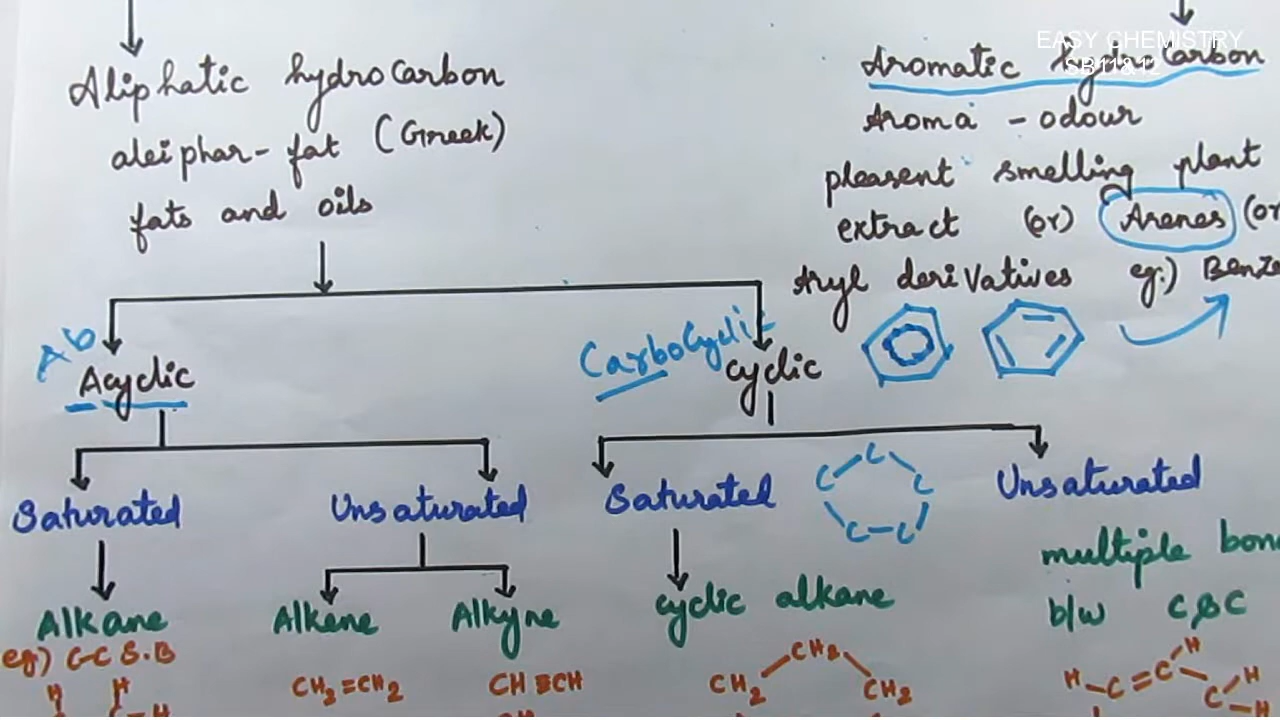 EASY CHEMISTRY
SB11&12
Aliphatic hydrocarbon
aleiphar - fat (Greek)
fats and oils
Aromatic hydrocarbon
Aroma - odour
pleasent smelling plant
extract (or) Arenes (or
Aryl derivatives eg:) Benze
Acyclic
Carbocyclic
cyclic
Saturated
Unsaturated
Saturated
C C C C - C
Unsaturated
Alkane
Alkene
Alkyne
cyclic alkane
multiple bon
b/w C & C
eg) C-C S.B
CH2=CH2
CH≡CH
CH2 CH2 CH2
H-C=C-H
C H
H H
C-H
-H